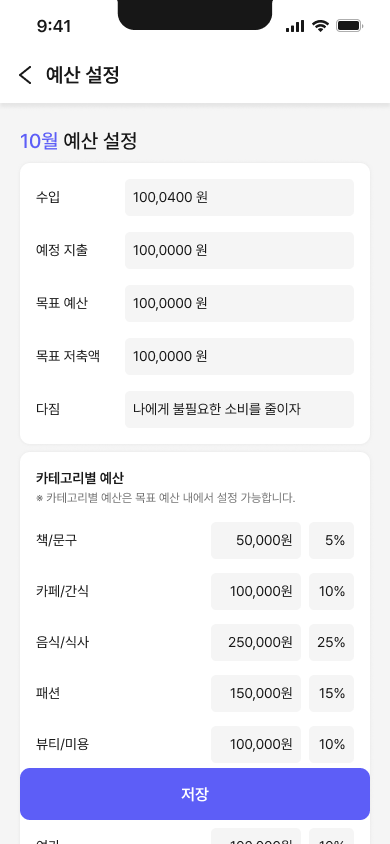 9:41
예산 설정
10월 예산 설정
수입 100,0400 원
예정 지출 100,0000 원
목표 예산 100,0000 원
목표 저축액 100,0000 원
다짐 나에게 불필요한 소비를 줄이자
카테고리별 예산
※ 카테고리별 예산은 목표 예산 내에서 설정 가능합니다.
책/문구 50,000원 5%
카페/간식 100,000원 10%
음식/식사 250,000원 25%
패션 150,000원 15%
뷰티/미용 100,000원 10%
저장